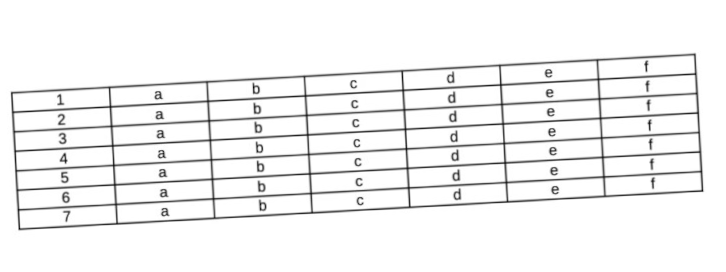 1 a b c d e f
2 a b c d e f
3 a b c d e f
4 a b c d e f
5 a b c d e f
6 a b c d e f
7 a b c d e f